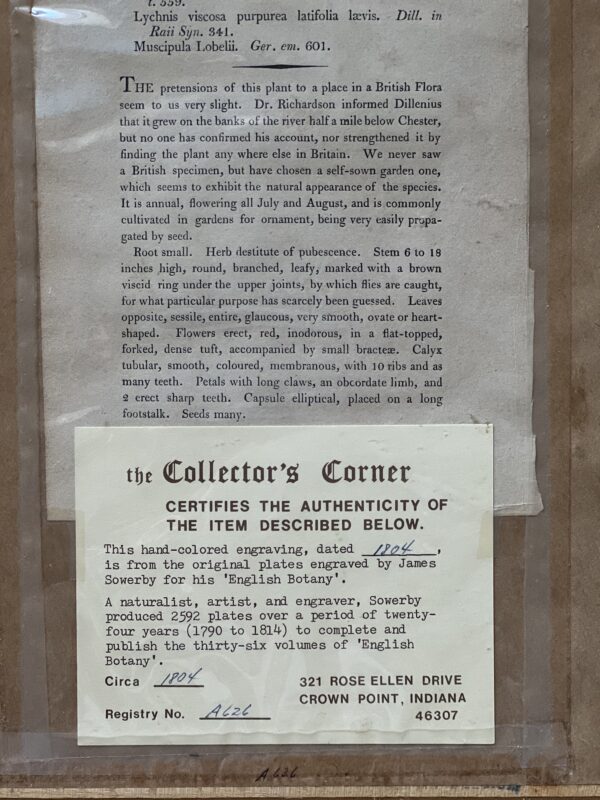 t. 559.
Lychnis viscosa purpurea latifolia lævis. Dill. in
Raii Syn. 341.
Muscipula Lobelii. Ger. em. 601.
THE pretensions of this plant to a place in a British Flora
seem to us very slight. Dr. Richardson informed Dillenius
that it grew on the banks of the river half a mile below Chester,
but no one has confirmed his account, nor strengthened it by
finding the plant any where else in Britain. We never saw
a British specimen, but have chosen a self-sown garden one,
which seems to exhibit the natural appearance of the species.
It is annual, flowering all July and August, and is commonly
cultivated in gardens for ornament, being very easily propa-
gated by seed.
Root small. Herb destitute of pubescence. Stem 6 to 18
inches high, round, branched, leafy, marked with a brown
viscid ring under the upper joints, by which flies are caught,
for what particular purpose has scarcely been guessed. Leaves
opposite, sessile, entire, glaucous, very smooth, ovate or heart-
shaped. Flowers erect, red, inodorous, in a flat-topped,
forked, dense tuft, accompanied by small bracteæ. Calyx
tubular, smooth, coloured, membranous, with 10 ribs and as
many teeth. Petals with long claws, an obcordate limb, and
2 erect sharp teeth. Capsule elliptical, placed on a long
footstalk. Seeds many.
the Collector's Corner
CERTIFIES THE AUTHENTICITY OF
THE ITEM DESCRIBED BELOW.
This hand-colored engraving, dated 1804,
is from the original plates engraved by James
Sowerby for his 'English Botany'.
A naturalist, artist, and engraver, Sowerby
produced 2592 plates over a period of twenty-
four years (1790 to 1814) to complete and
publish the thirty-six volumes of 'English
Botany'.
Circa 1804
Registry No. A626
321 ROSE ELLEN DRIVE
CROWN POINT, INDIANA
46307
A626